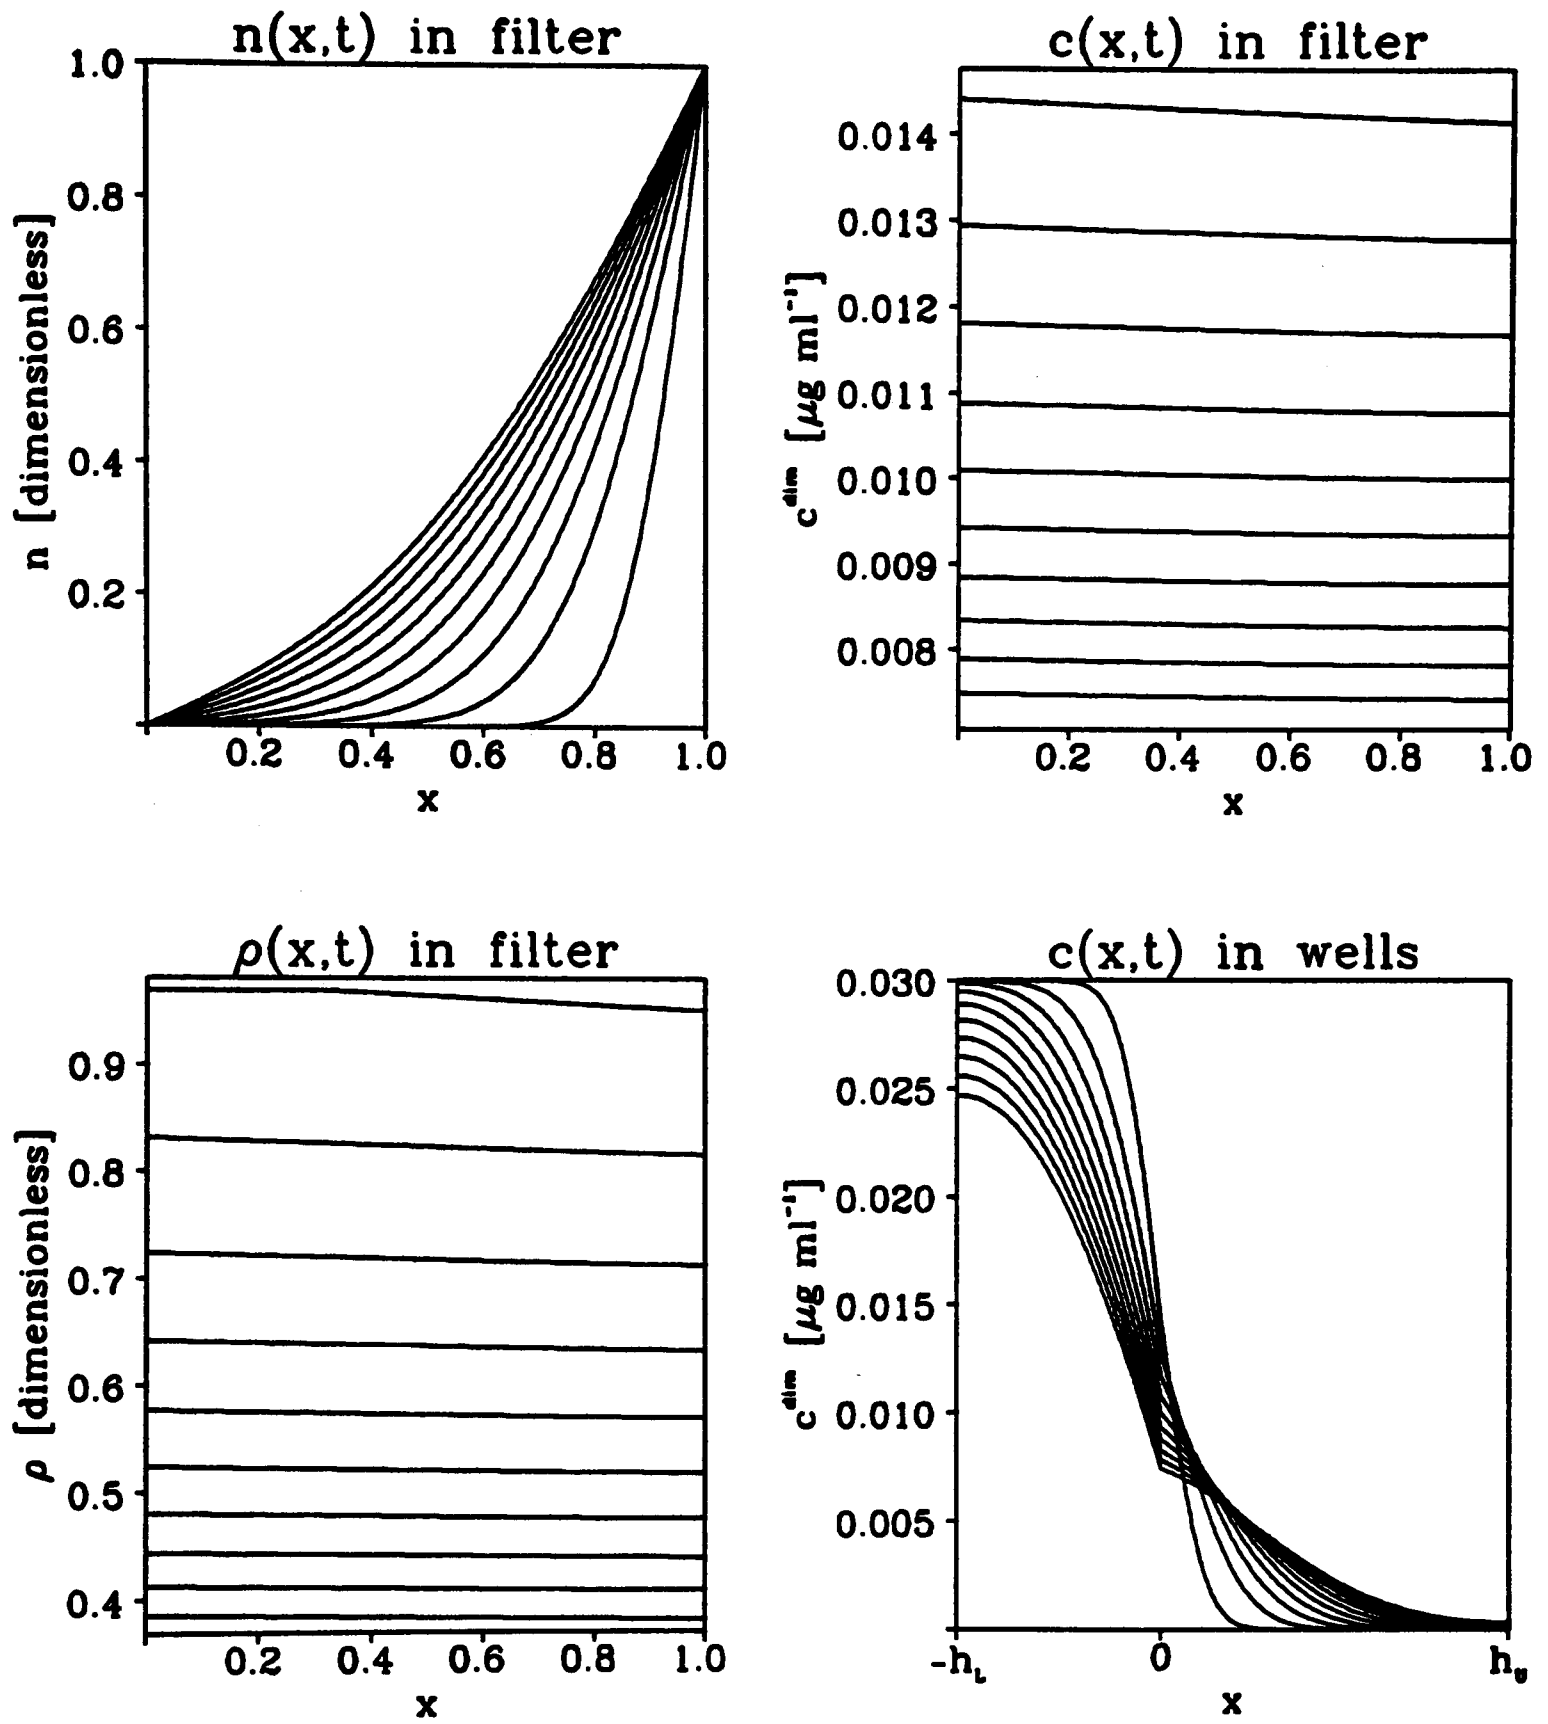 n(x,t) in filter
1.0
0.8
0.6
0.4
0.2
n [dimensionless]
0.2 0.4 0.6 0.8 1.0
x
c(x,t) in filter
0.014
0.013
0.012
0.011
0.010
0.009
0.008
c^dim [μg ml⁻¹]
0.2 0.4 0.6 0.8 1.0
x
ρ(x,t) in filter
0.9
0.8
0.7
0.6
0.5
0.4
ρ [dimensionless]
0.2 0.4 0.6 0.8 1.0
x
c(x,t) in wells
0.030
0.025
0.020
0.015
0.010
0.005
c^dim [μg ml⁻¹]
-h_L 0 h_U
x